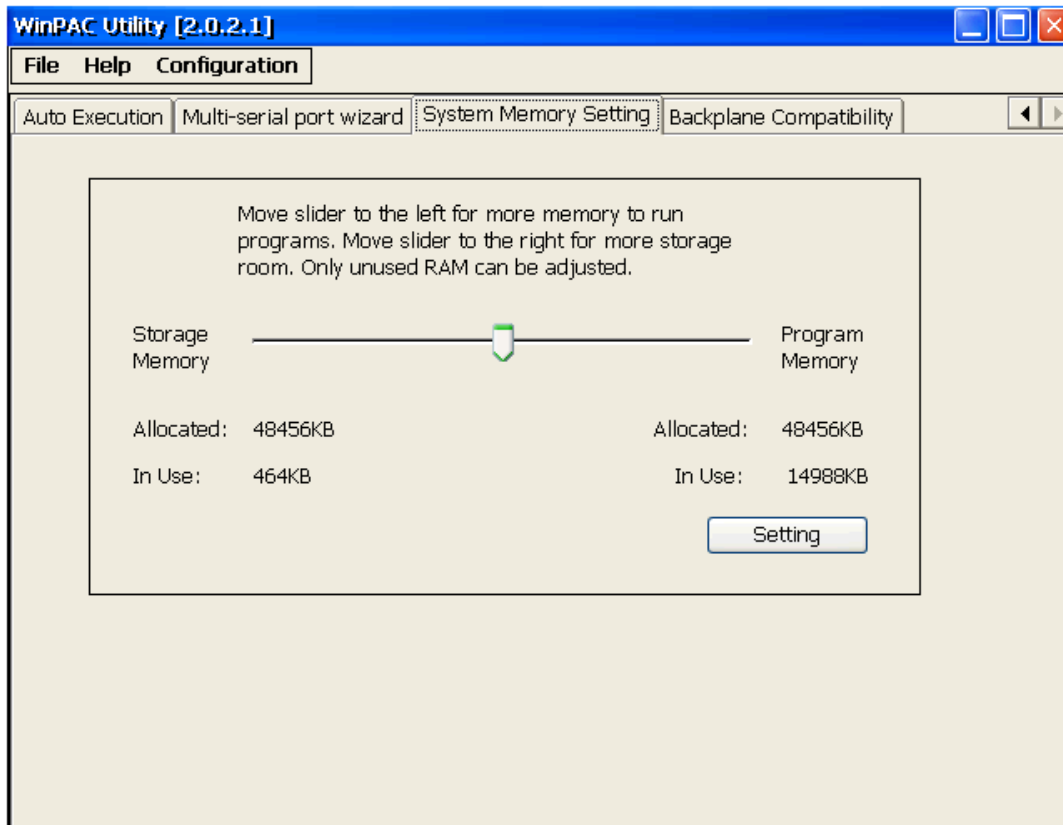 WinPAC Utility [2.0.2.1]
File Help Configuration
Auto Execution Multi-serial port wizard System Memory Setting Backplane Compatibility
Move slider to the left for more memory to run
programs. Move slider to the right for more storage
room. Only unused RAM can be adjusted.
Storage Program
Memory Memory
Allocated: 48456KB Allocated: 48456KB
In Use: 464KB In Use: 14988KB
Setting